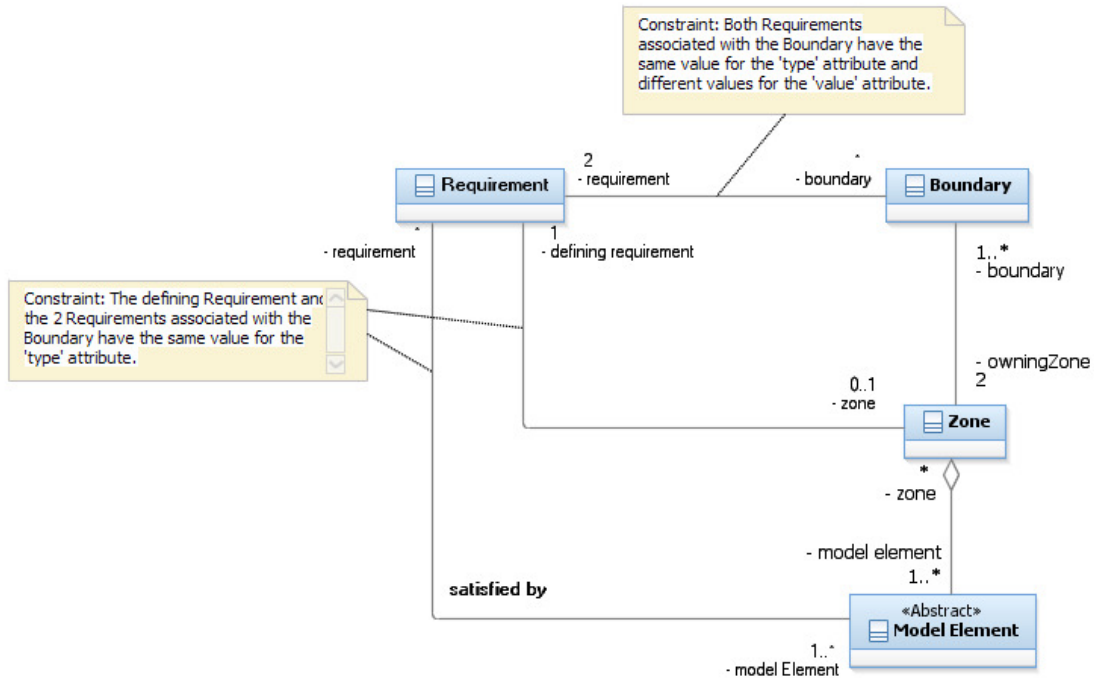 Constraint: Both Requirements
associated with the Boundary have the
same value for the 'type' attribute and
different values for the 'value' attribute.
2
*
- requirement
- boundary
Requirement
Boundary
*
- requirement
1
- defining requirement
1..*
- boundary
Constraint: The defining Requirement and
the 2 Requirements associated with the
Boundary have the same value for the
'type' attribute.
- owningZone
2
0..1
- zone
Zone
*
- zone
- model element
1..*
satisfied by
«Abstract»
Model Element
1..*
- model Element